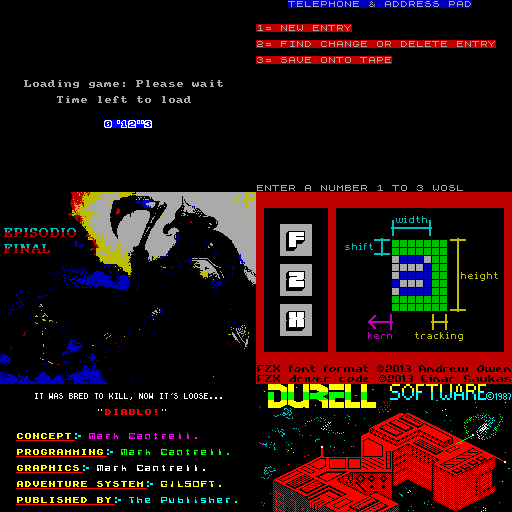 TELEPHONE & ADDRESS PAD
1= NEW ENTRY
2= FIND CHANGE OR DELETE ENTRY
3= SAVE ONTO TAPE
ENTER A NUMBER 1 TO 3 WOSL
Loading game: Please wait
Time left to load
0'12"3
EPISODIO
FINAL
F
Z
X
width
shift
height
kern
tracking
FZX font format ©2013 Andrew Owen
FZX driver code ©2013 Einar Saukas
IT WAS BRED TO KILL, NOW IT'S LOOSE...
"DIABLO!"
CONCEPT:- Mark Cantrell.
PROGRAMMING:- Mark Cantrell.
GRAPHICS:- Mark Cantrell.
ADVENTURE SYSTEM:- GILSOFT.
PUBLISHED BY:- The Publisher.
DURELL SOFTWARE ©1987